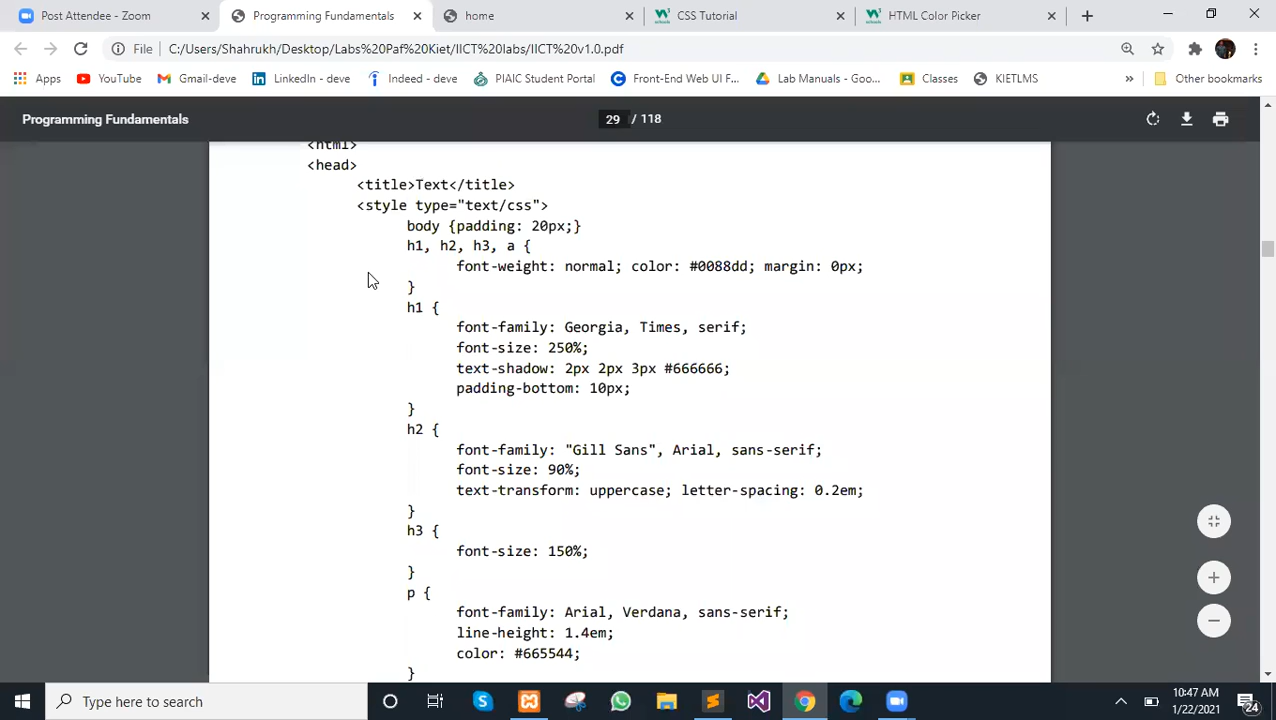 Post Attendee - Zoom
Programming Fundamentals
home
CSS Tutorial
HTML Color Picker
File
C:/Users/Shahrukh/Desktop/Labs%20Paf%20Kiet/IICT%20labs/IICT%20v1.0.pdf
Apps
YouTube
Gmail-deve
LinkedIn - deve
Indeed - deve
PIAIC Student Portal
Front-End Web UI F...
Lab Manuals - Goo...
Classes
KIETLMS
»
Other bookmarks
Programming Fundamentals
29 / 118
<html>
<head>
<title>Text</title>
<style type="text/css">
body {padding: 20px;}
h1, h2, h3, a {
font-weight: normal; color: #0088dd; margin: 0px;
}
h1 {
font-family: Georgia, Times, serif;
font-size: 250%;
text-shadow: 2px 2px 3px #666666;
padding-bottom: 10px;
}
h2 {
font-family: "Gill Sans", Arial, sans-serif;
font-size: 90%;
text-transform: uppercase; letter-spacing: 0.2em;
}
h3 {
font-size: 150%;
}
p {
font-family: Arial, Verdana, sans-serif;
line-height: 1.4em;
color: #665544;
}
Type here to search
10:47 AM
1/22/2021
24